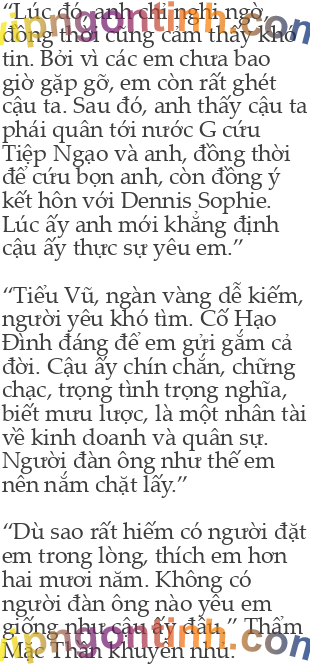 “Lúc đó, anh chỉ nghi ngờ
đồng thời cũng cảm thấy khó
tin. Bởi vì các em chưa bao
giờ gặp gỡ, em còn rất ghét
cậu ta. Sau đó, anh thấy cậu ta
phái quân tới nước G cứu
Tiệp Ngạo và anh, đồng thời
để cứu bọn anh, còn đồng ý
kết hôn với Dennis Sophie.
Lúc ấy anh mới khẳng định
cậu ấy thực sự yêu em.”
“Tiểu Vũ, ngàn vàng dễ kiếm,
người yêu khó tìm. Cố Hạo
Đình đáng để em gửi gắm cả
đời. Cậu ấy chín chắn, chững
chạc, trọng tình trọng nghĩa,
biết mưu lược, là một nhân tài
về kinh doanh và quân sự.
Người đàn ông như thế em
nên nắm chặt lấy.”
“Dù sao rất hiếm có người đặt
em trong lòng, thích em hơn
hai mươi năm. Không có
người đàn ông nào yêu em
giống như cậu ấy đâu.” Thẩm
Mặc Thần khuyên nhủ.
vipngontinh.com
vipngontinh.com